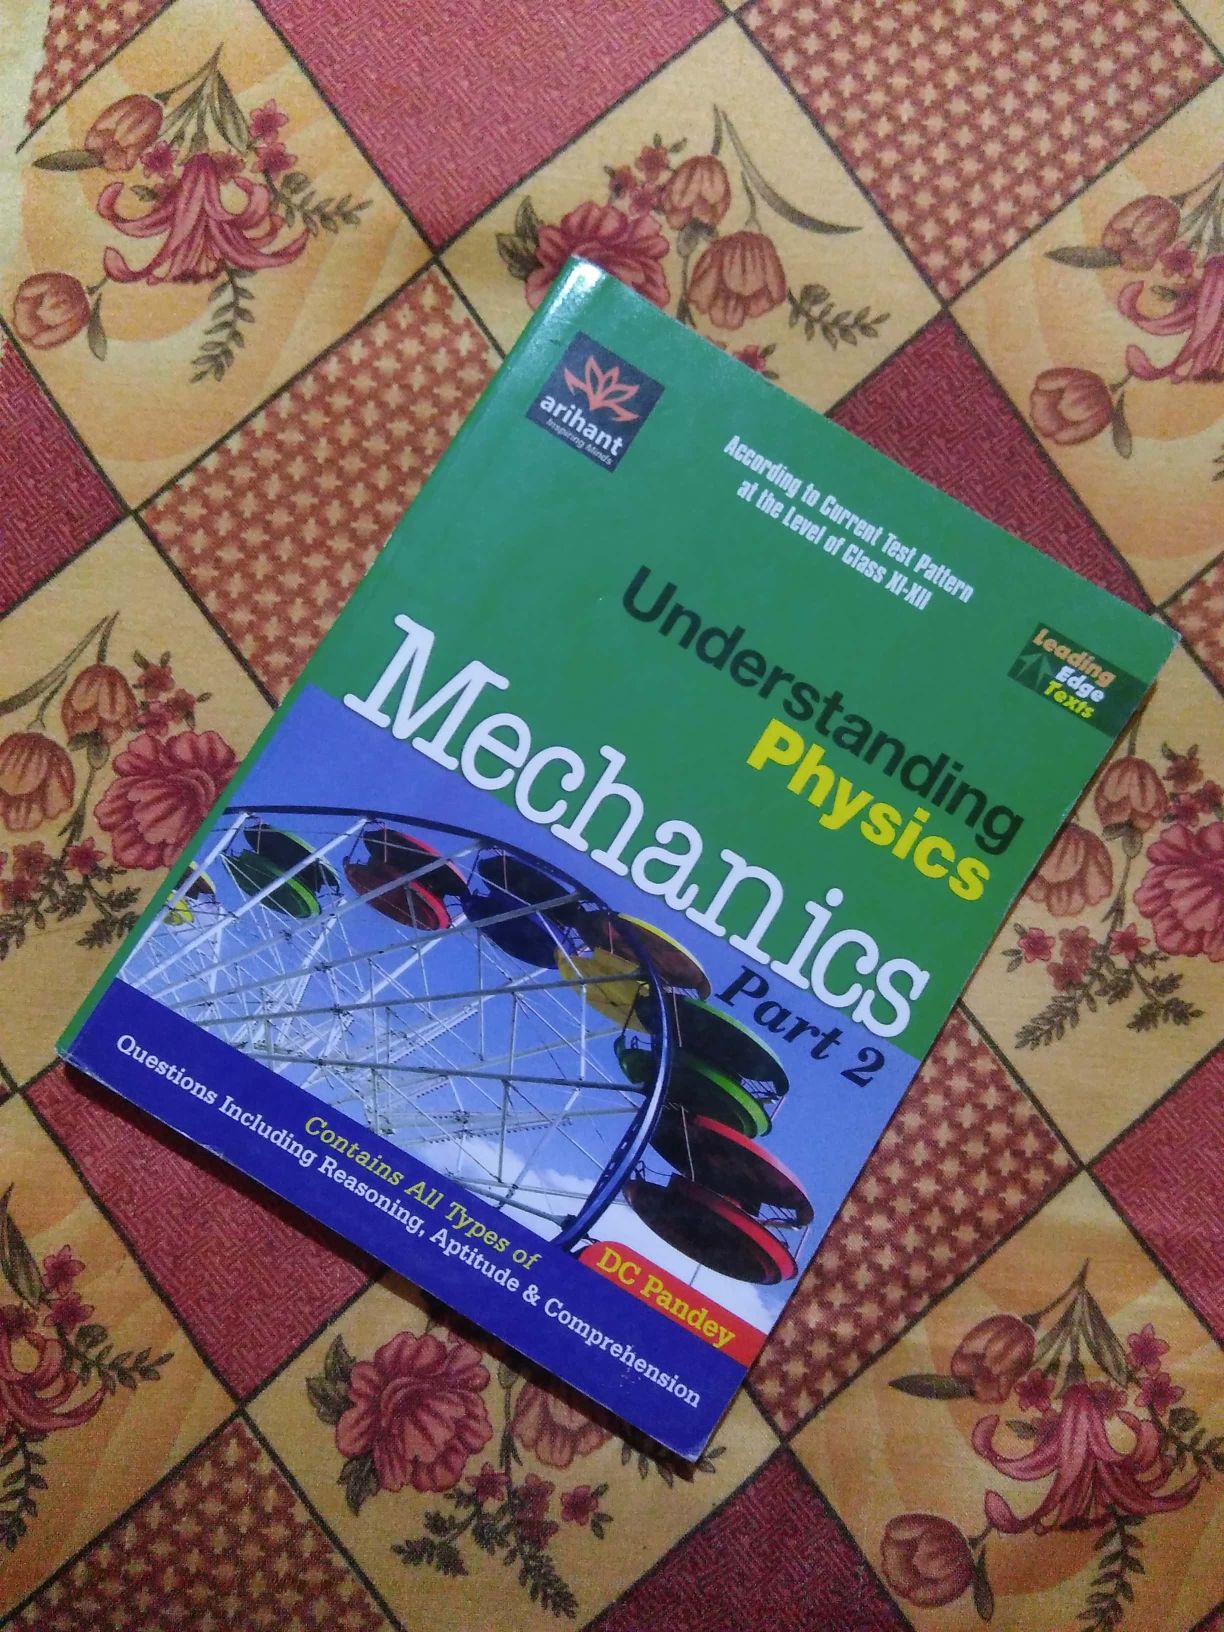 arihant
Inspiring Minds
According to Current Test Pattern
at the Level of Class XI-XII
Leading
Edge
Texts
Understanding
Physics
Mechanics
Part 2
DC Pandey
Contains All Types of
Questions Including Reasoning, Aptitude & Comprehension